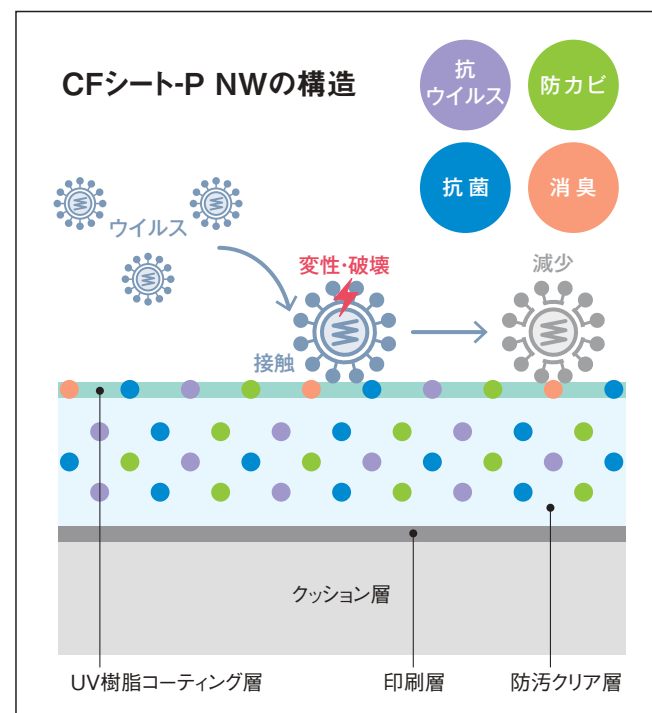 CFシート-P NWの構造
抗
ウイルス
防カビ
抗菌
消臭
ウイルス
変性・破壊
減少
接触
クッション層
UV樹脂コーティング層
印刷層
防汚クリア層